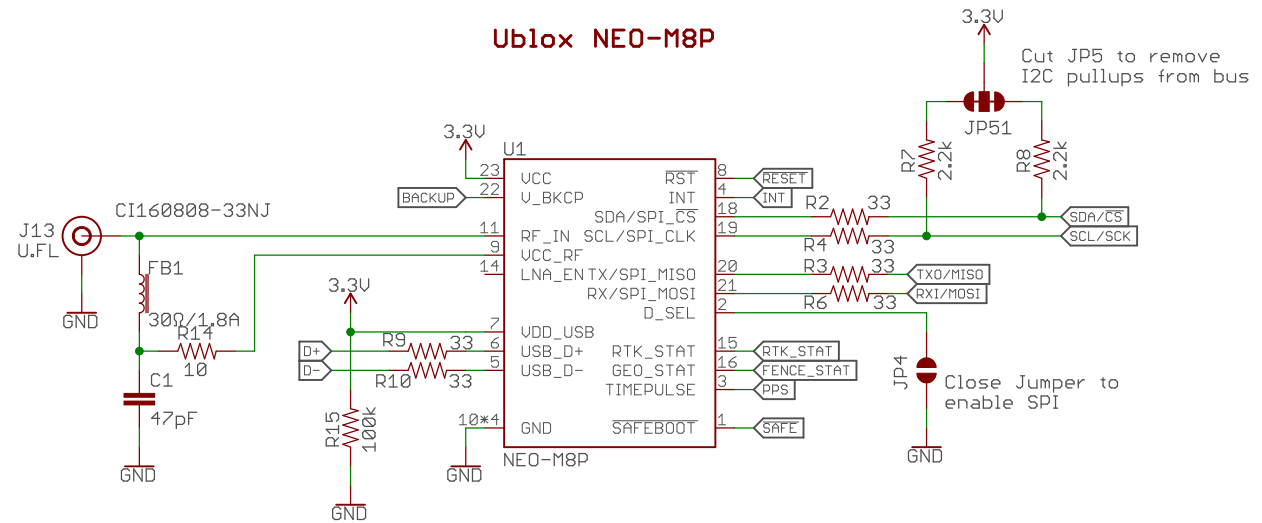 Ublox NEO-M8P
3.3V
Cut JP5 to remove
I2C pullups from bus
JP51
R7
2.2k
R8
2.2k
3.3V
U1
23 VCC
22 V_BKCP
BACKUP
11 RF_IN
9 VCC_RF
14 LNA_EN
7 VDD_USB
6 USB_D+
5 USB_D-
10*4 GND
RST 8 RESET
INT 4 INT
SDA/SPI_CS 18 R2 33 SDA/CS
SCL/SPI_CLK 19 R4 33 SCL/SCK
TX/SPI_MISO 20 R3 33 TXO/MISO
RX/SPI_MOSI 21 R6 33 RXI/MOSI
D_SEL 2
RTK_STAT 15 RTK_STAT
GEO_STAT 16 FENCE_STAT
TIMEPULSE 3 PPS
SAFEBOOT 1 SAFE
NEO-M8P
CI160808-33NJ
J13
U.FL
GND
FB1
30Ω/1.8A
R14
10
C1
47pF
GND
3.3V
D+ R9 33
D- R10 33
R15
100k
GND
GND
JP4
Close Jumper to
enable SPI
GND